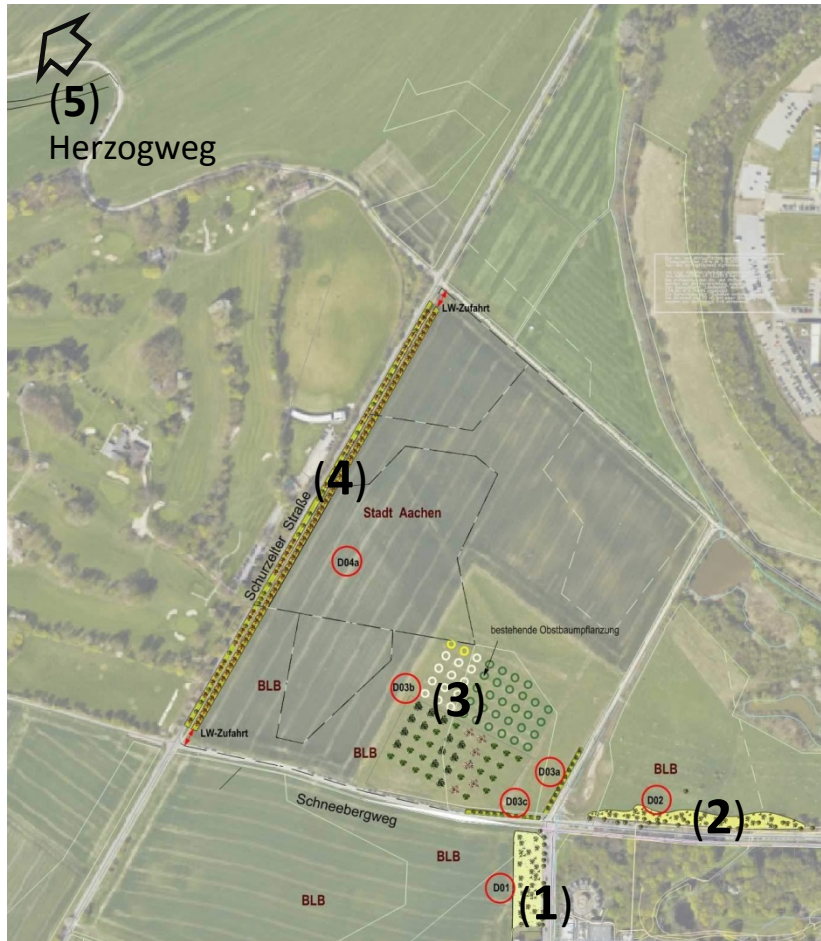 (5)
Herzogweg
LW-Zufahrt
(4)
Schurzelter Straße
Stadt Aachen
D04a
bestehende Obstbaumpflanzung
BLB
D03b
(3)
LW-Zufahrt
BLB
D03a
BLB
D02
(2)
D03c
Schneebergweg
BLB
D01
(1)
BLB